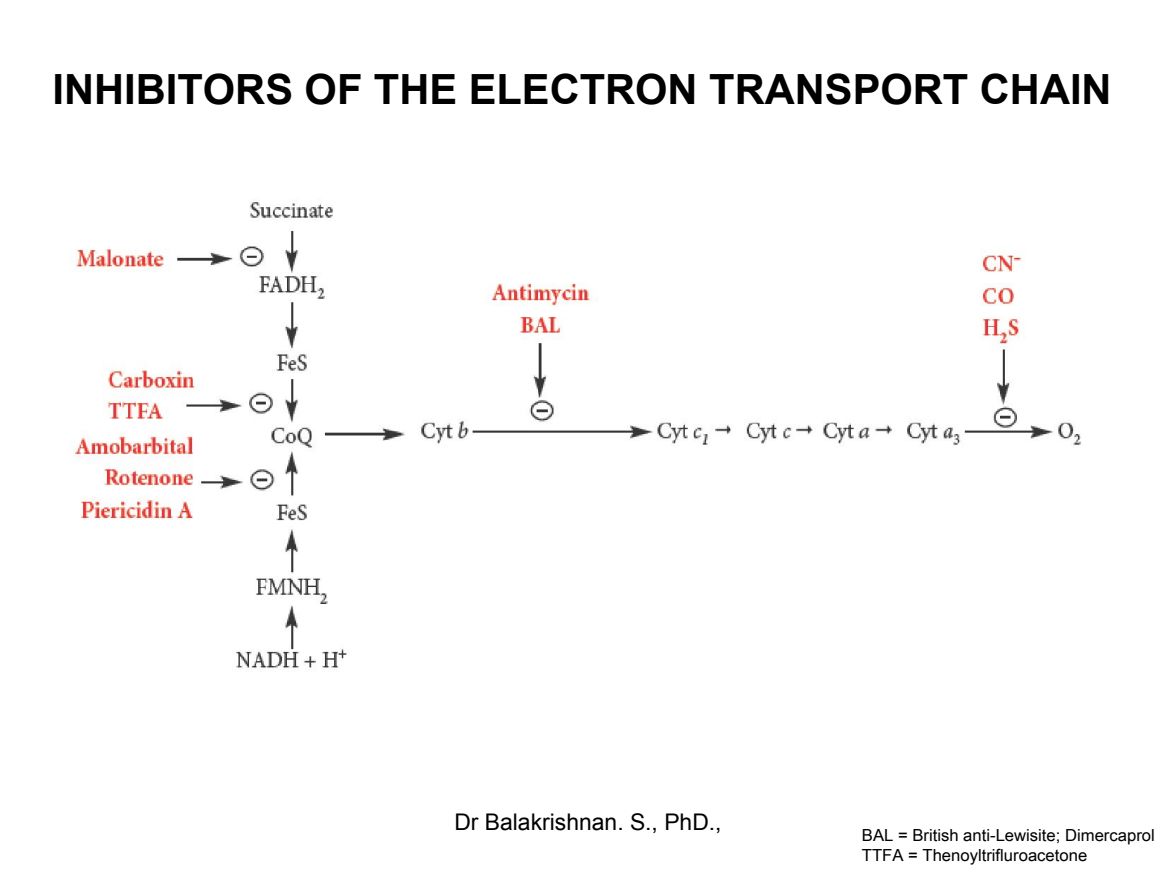 INHIBITORS OF THE ELECTRON TRANSPORT CHAIN
Succinate
Malonate
FADH₂
FeS
Carboxin
TTFA
CoQ
Amobarbital
Rotenone
Piericidin A
FeS
FMNH₂
NADH + H⁺
Antimycin
BAL
CN⁻
CO
H₂S
Cyt b
Cyt c₁ → Cyt c → Cyt a → Cyt a₃
O₂
Dr Balakrishnan. S., PhD.,
BAL = British anti-Lewisite; Dimercaprol
TTFA = Thenoyltrifluroacetone